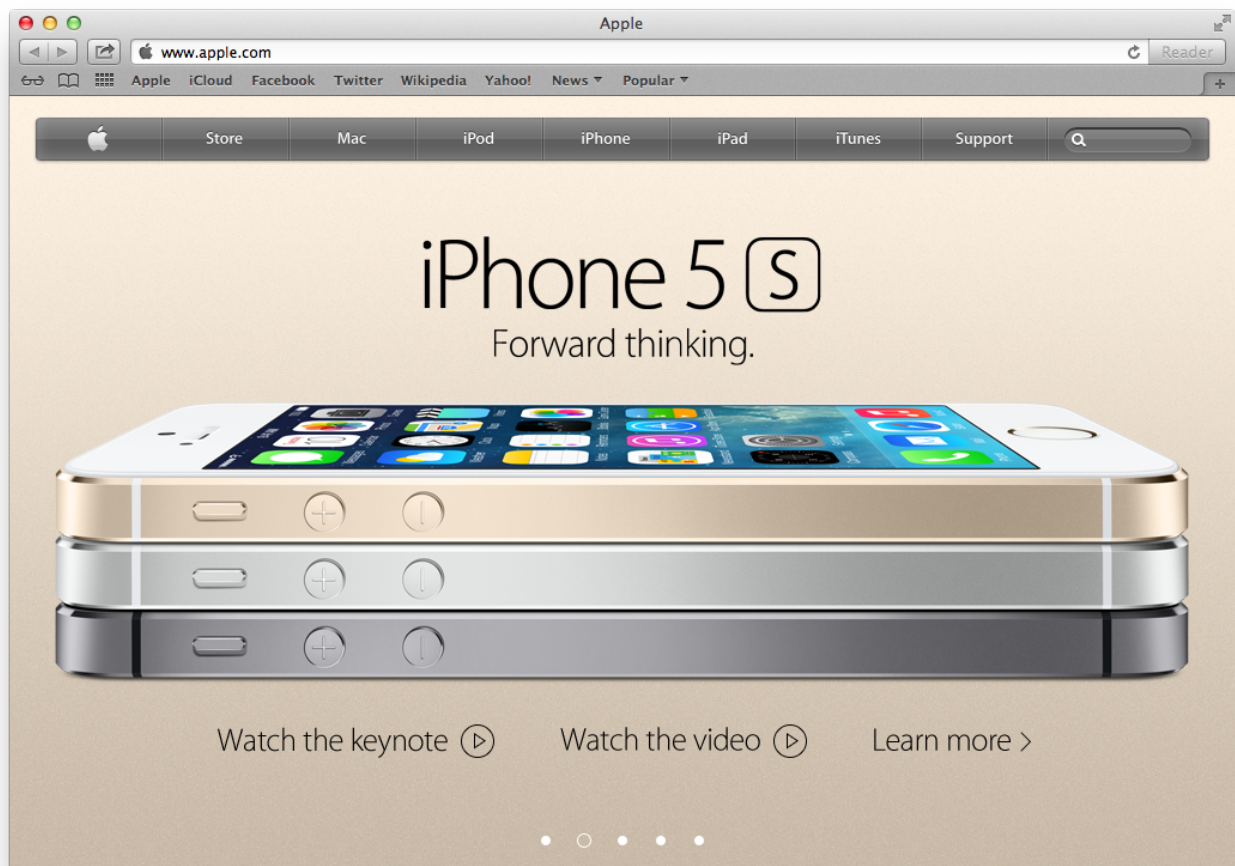 Apple
www.apple.com
Reader
Apple iCloud Facebook Twitter Wikipedia Yahoo! News Popular
Store Mac iPod iPhone iPad iTunes Support
iPhone 5 S
Forward thinking.
Watch the keynote
Watch the video
Learn more >